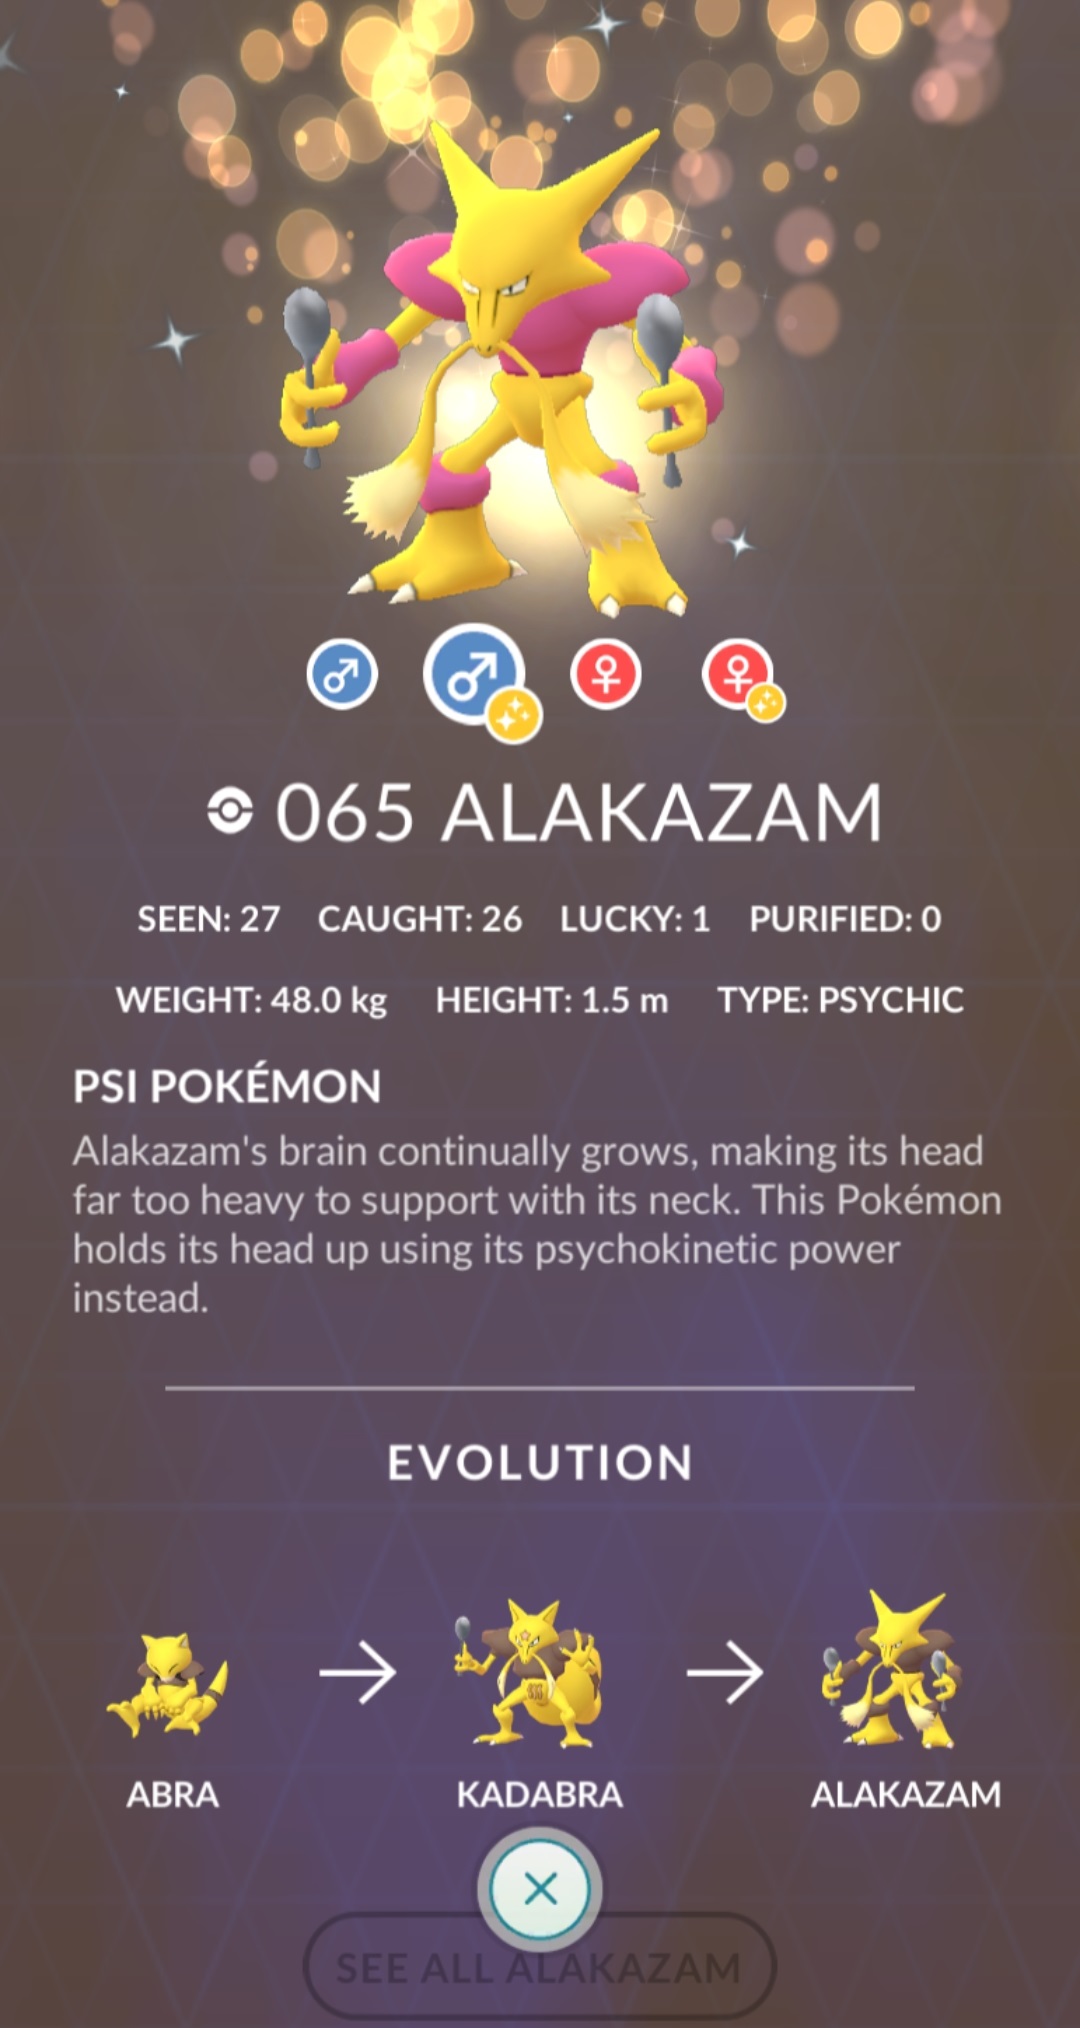 065 ALAKAZAM
SEEN: 27 CAUGHT: 26 LUCKY: 1 PURIFIED: 0
WEIGHT: 48.0 kg HEIGHT: 1.5 m TYPE: PSYCHIC
PSI POKÉMON
Alakazam's brain continually grows, making its head
far too heavy to support with its neck. This Pokémon
holds its head up using its psychokinetic power
instead.
EVOLUTION
ABRA KADABRA ALAKAZAM
SEE ALL ALAKAZAM